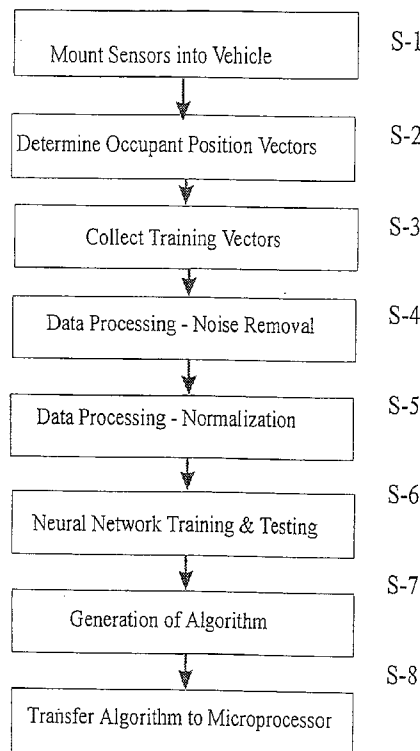 Mount Sensors into Vehicle S-1
Determine Occupant Position Vectors S-2
Collect Training Vectors S-3
Data Processing - Noise Removal S-4
Data Processing - Normalization S-5
Neural Network Training & Testing S-6
Generation of Algorithm S-7
Transfer Algorithm to Microprocessor S-8